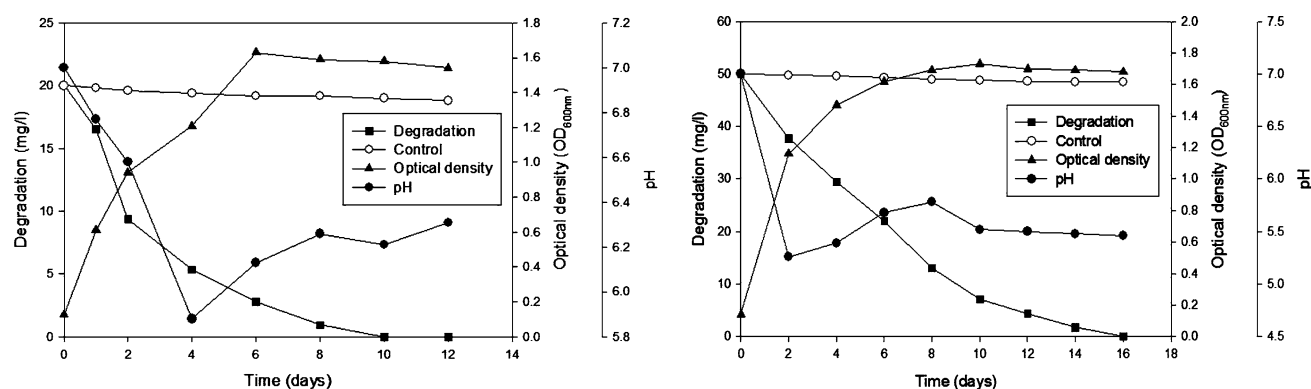 25
20
15
10
5
0
Degradation (mg/l)
0 2 4 6 8 10 12 14
Time (days)
Degradation
Control
Optical density
pH
1.8
1.6
1.4
1.2
1.0
0.8
0.6
0.4
0.2
0.0
Optical density (OD600nm)
7.2
7.0
6.8
6.6
6.4
6.2
6.0
5.8
pH
60
50
40
30
20
10
0
Degradation (mg/l)
0 2 4 6 8 10 12 14 16 18
Time (days)
Degradation
Control
Optical density
pH
2.0
1.8
1.6
1.4
1.2
1.0
0.8
0.6
0.4
0.2
0.0
Optical density (OD600nm)
7.5
7.0
6.5
6.0
5.5
5.0
4.5
pH